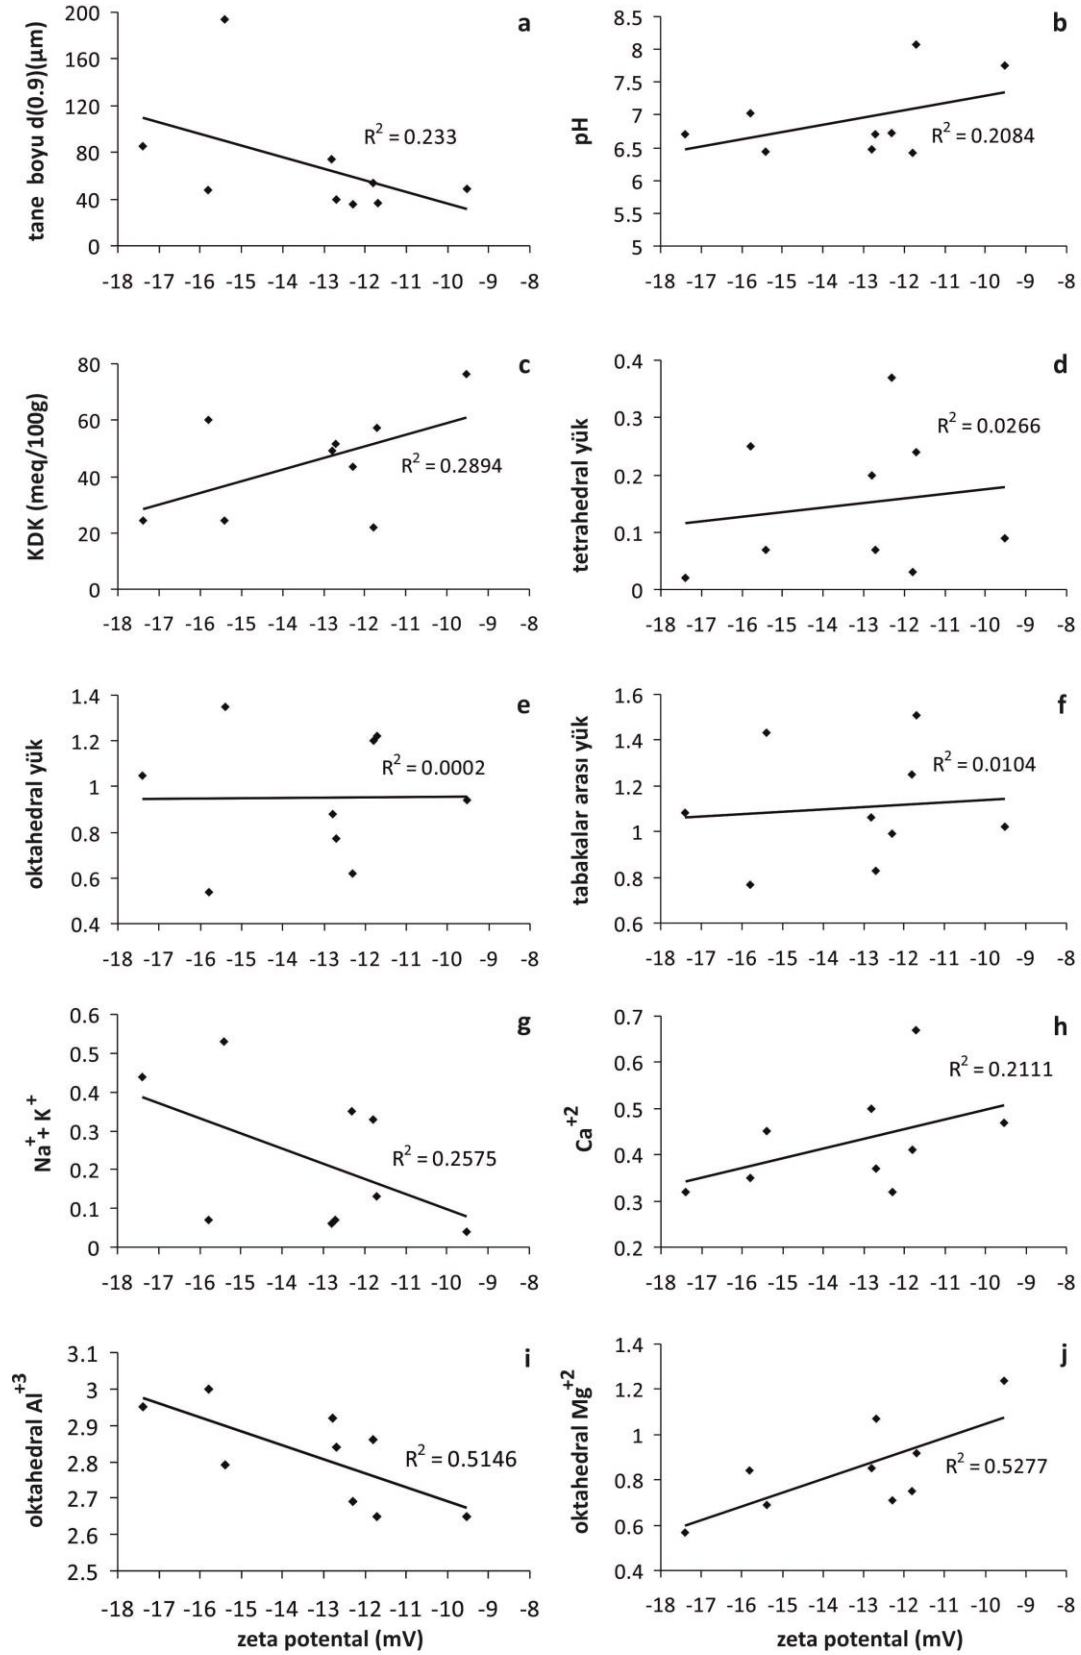 a
tane boyu d(0.9)(µm)
200
160
120
80
40
0
R² = 0.233
-18 -17 -16 -15 -14 -13 -12 -11 -10 -9 -8
b
pH
8.5
8
7.5
7
6.5
6
5.5
5
R² = 0.2084
-18 -17 -16 -15 -14 -13 -12 -11 -10 -9 -8
c
KDK (meq/100g)
80
60
40
20
0
R² = 0.2894
-18 -17 -16 -15 -14 -13 -12 -11 -10 -9 -8
d
tetrahedral yük
0.4
0.3
0.2
0.1
0
R² = 0.0266
-18 -17 -16 -15 -14 -13 -12 -11 -10 -9 -8
e
oktahedral yük
1.4
1.2
1
0.8
0.6
0.4
R² = 0.0002
-18 -17 -16 -15 -14 -13 -12 -11 -10 -9 -8
f
tabakalar arası yük
1.6
1.4
1.2
1
0.8
0.6
R² = 0.0104
-18 -17 -16 -15 -14 -13 -12 -11 -10 -9 -8
g
Na⁺+ K⁺
0.6
0.5
0.4
0.3
0.2
0.1
0
R² = 0.2575
-18 -17 -16 -15 -14 -13 -12 -11 -10 -9 -8
h
Ca⁺²
0.7
0.6
0.5
0.4
0.3
0.2
R² = 0.2111
-18 -17 -16 -15 -14 -13 -12 -11 -10 -9 -8
i
oktahedral Al⁺³
3.1
3
2.9
2.8
2.7
2.6
2.5
R² = 0.5146
-18 -17 -16 -15 -14 -13 -12 -11 -10 -9 -8
zeta potental (mV)
j
oktahedral Mg⁺²
1.4
1.2
1
0.8
0.6
0.4
R² = 0.5277
-18 -17 -16 -15 -14 -13 -12 -11 -10 -9 -8
zeta potental (mV)